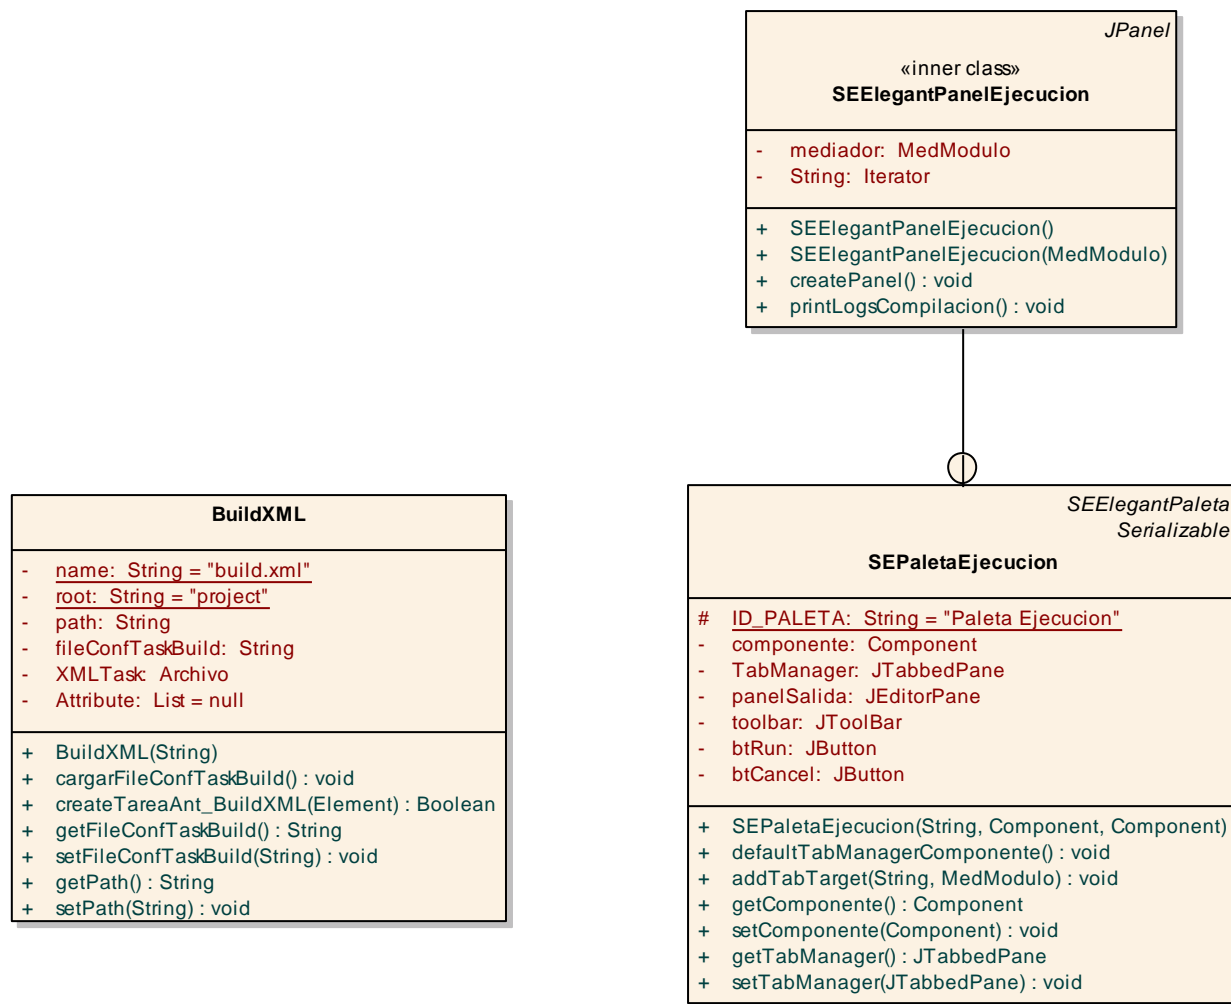 JPanel
«inner class»
SEElegantPanelEjecucion
- mediador: MedModulo
- String: Iterator
+ SEElegantPanelEjecucion()
+ SEElegantPanelEjecucion(MedModulo)
+ createPanel() : void
+ printLogsCompilacion() : void
BuildXML
- name: String = "build.xml"
- root: String = "project"
- path: String
- fileConfTaskBuild: String
- XMLTask: Archivo
- Attribute: List = null
+ BuildXML(String)
+ cargarFileConfTaskBuild() : void
+ createTareaAnt_BuildXML(Element) : Boolean
+ getFileConfTaskBuild() : String
+ setFileConfTaskBuild(String) : void
+ getPath() : String
+ setPath(String) : void
SEElegantPaleta
Serializable
SEPaletaEjecucion
# ID_PALETA: String = "Paleta Ejecucion"
- componente: Component
- TabManager: JTabbedPane
- panelSalida: JEditorPane
- toolbar: JToolBar
- btRun: JButton
- btCancel: JButton
+ SEPaletaEjecucion(String, Component, Component)
+ defaultTabManagerComponente() : void
+ addTabTarget(String, MedModulo) : void
+ getComponente() : Component
+ setComponente(Component) : void
+ getTabManager() : JTabbedPane
+ setTabManager(JTabbedPane) : void